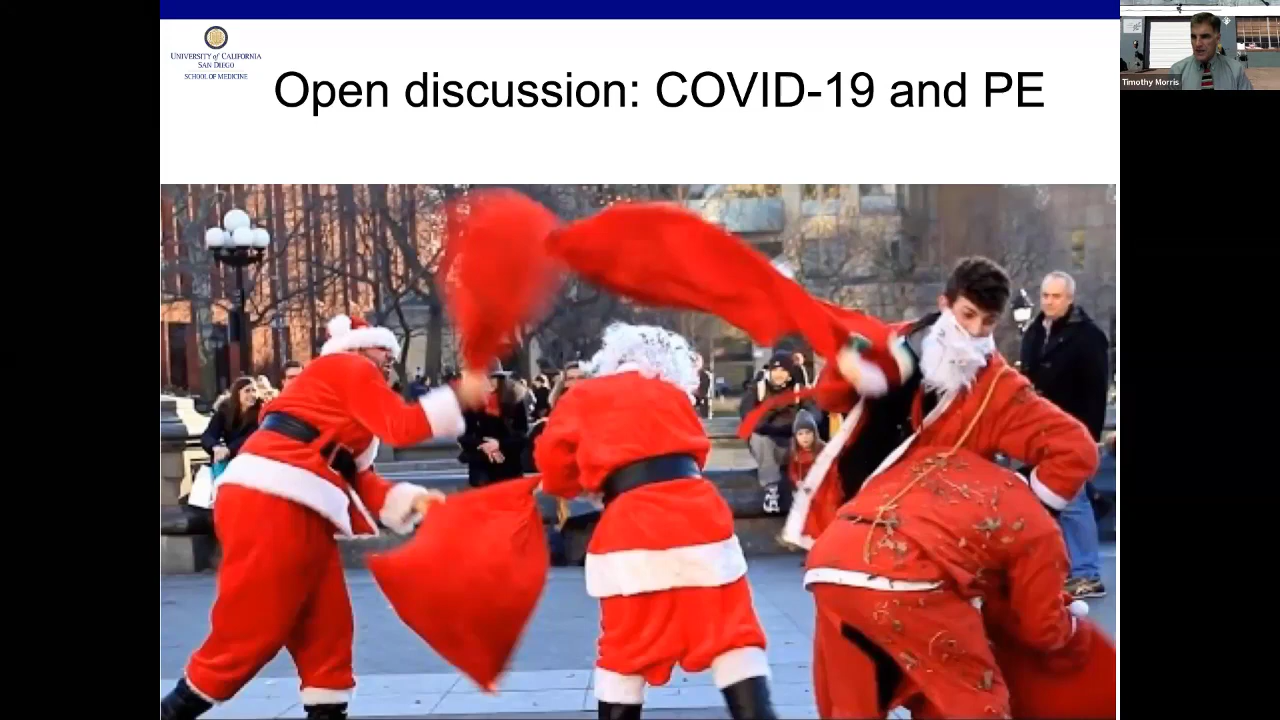 UNIVERSITY of CALIFORNIA
SAN DIEGO
SCHOOL OF MEDICINE
Open discussion: COVID-19 and PE
Timothy Morris